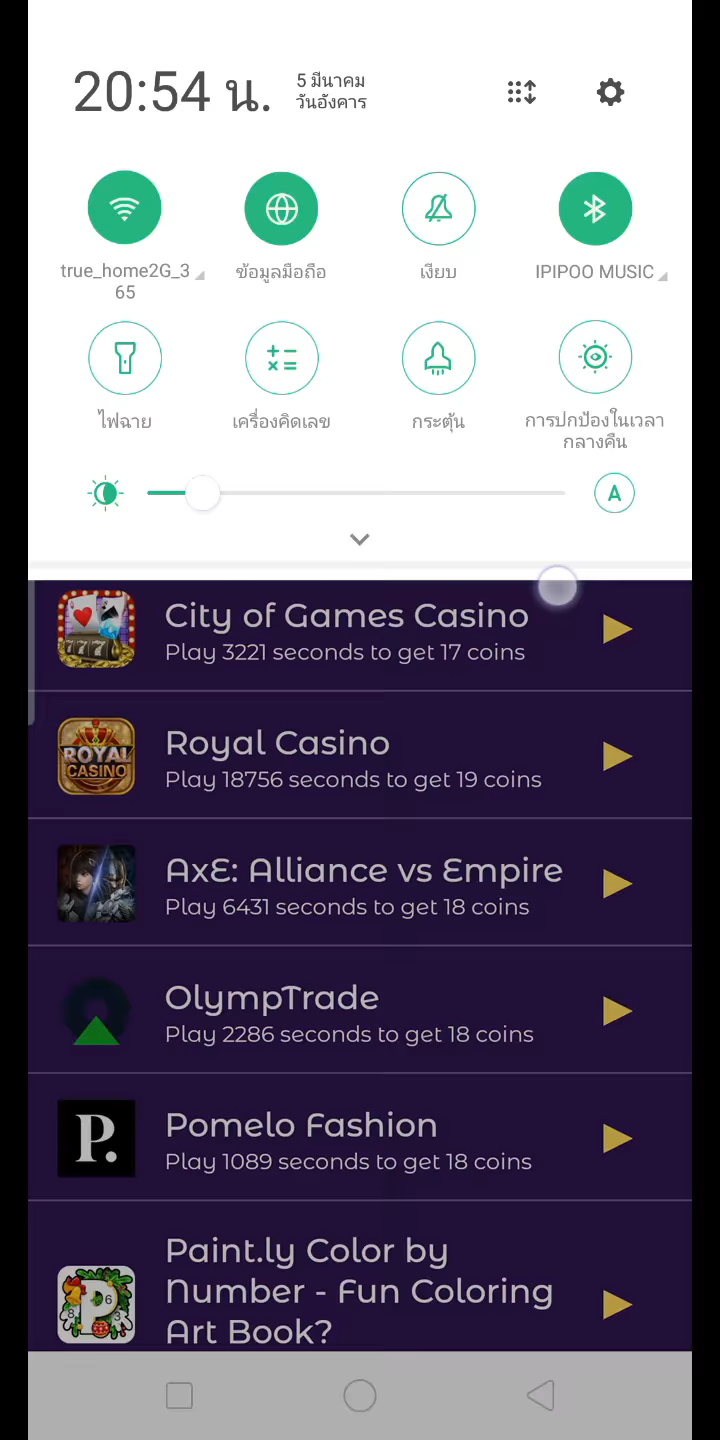 20:54 น.
5 มีนาคม
วันอังคาร
true_home2G_3
65
ข้อมูลมือถือ
เงียบ
IPIPOO MUSIC
ไฟฉาย
เครื่องคิดเลข
กระตุ้น
การปกป้องในเวลา
กลางคืน
A
City of Games Casino
Play 3221 seconds to get 17 coins
ROYAL
CASINO
Royal Casino
Play 18756 seconds to get 19 coins
AxE: Alliance vs Empire
Play 6431 seconds to get 18 coins
OlympTrade
Play 2286 seconds to get 18 coins
P.
Pomelo Fashion
Play 1089 seconds to get 18 coins
Paint.ly Color by
Number - Fun Coloring
Art Book?